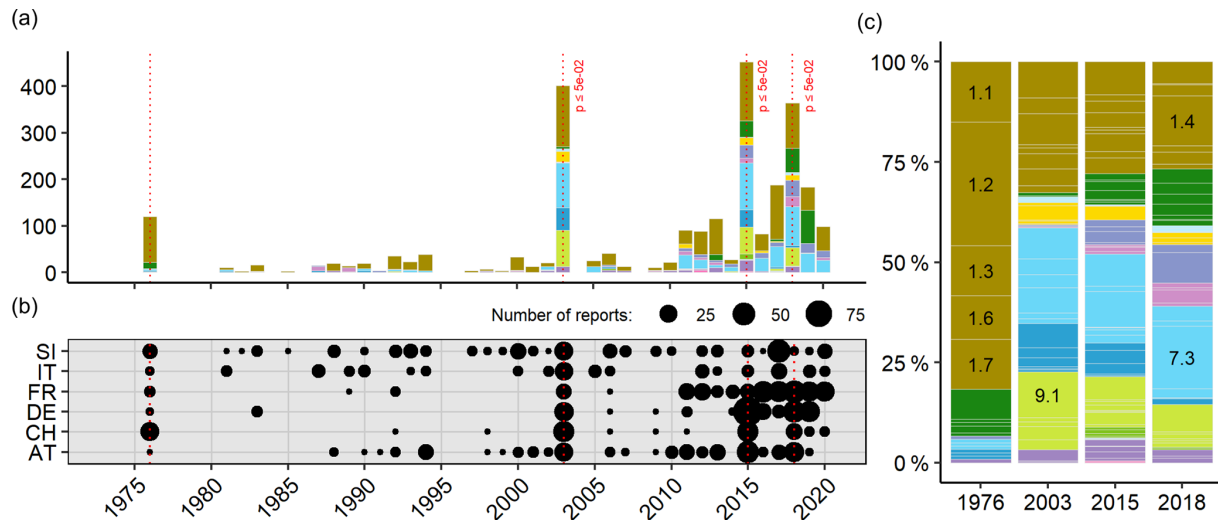 (a)
400
300
200
100
0
p ≤ 5e-02
p ≤ 5e-02
p ≤ 5e-02
(b)
Number of reports: 25 50 75
SI
IT
FR
DE
CH
AT
1975 1980 1985 1990 1995 2000 2005 2010 2015 2020
(c)
100 %
75 %
50 %
25 %
0 %
1.1
1.2
1.3
1.6
1.7
9.1
1.4
7.3
1976 2003 2015 2018